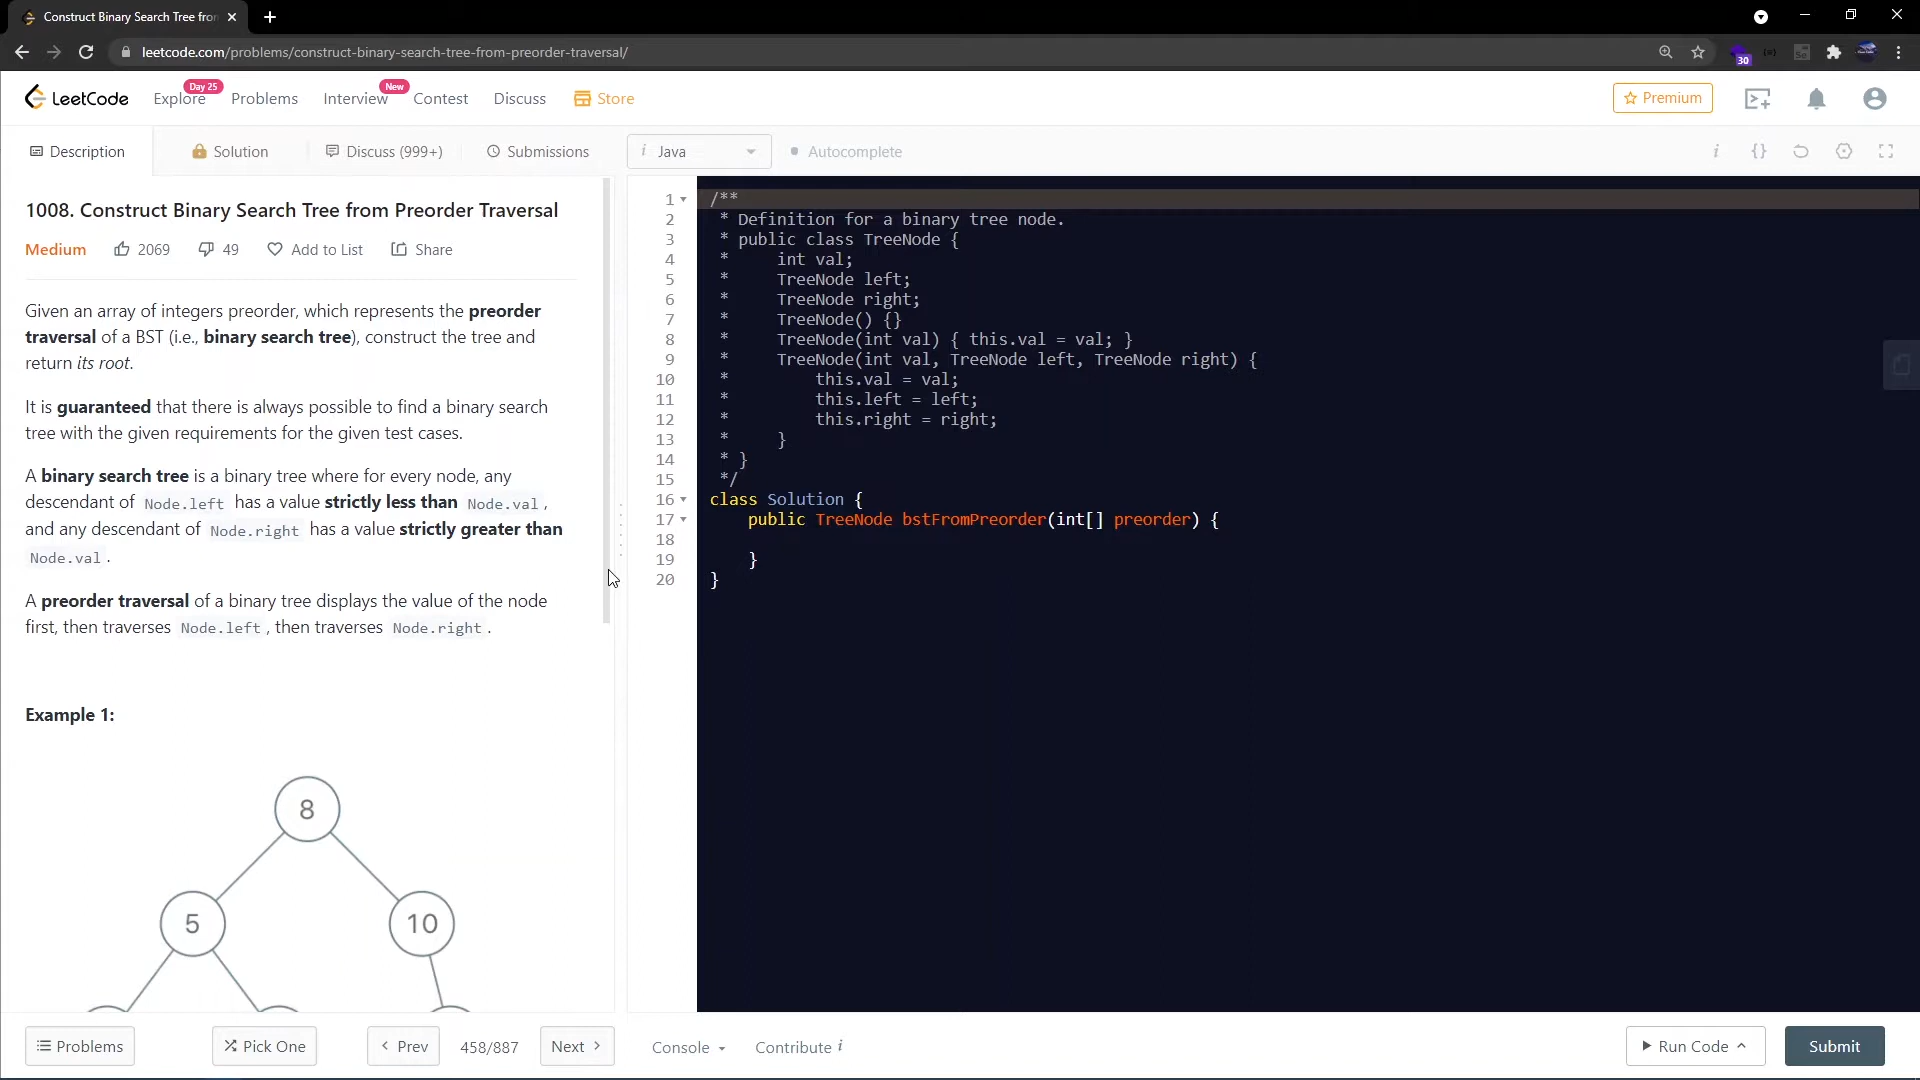 Construct Binary Search Tree from
leetcode.com/problems/construct-binary-search-tree-from-preorder-traversal/
30
LeetCode
Explore
Day 25
Problems
Interview
New
Contest
Discuss
Store
Premium
Description
Solution
Discuss (999+)
Submissions
i Java
Autocomplete
1008. Construct Binary Search Tree from Preorder Traversal
Medium
2069
49
Add to List
Share
Given an array of integers preorder, which represents the preorder
traversal of a BST (i.e., binary search tree), construct the tree and
return its root.
It is guaranteed that there is always possible to find a binary search
tree with the given requirements for the given test cases.
A binary search tree is a binary tree where for every node, any
descendant of Node.left has a value strictly less than Node.val,
and any descendant of Node.right has a value strictly greater than
Node.val.
A preorder traversal of a binary tree displays the value of the node
first, then traverses Node.left, then traverses Node.right.
Example 1:
8
5
10
1 /**
2 * Definition for a binary tree node.
3 * public class TreeNode {
4 * int val;
5 * TreeNode left;
6 * TreeNode right;
7 * TreeNode() {}
8 * TreeNode(int val) { this.val = val; }
9 * TreeNode(int val, TreeNode left, TreeNode right) {
10 * this.val = val;
11 * this.left = left;
12 * this.right = right;
13 * }
14 * }
15 */
16 class Solution {
17 public TreeNode bstFromPreorder(int[] preorder) {
18
19 }
20 }
Problems
Pick One
Prev
458/887
Next
Console
Contribute i
Run Code
Submit